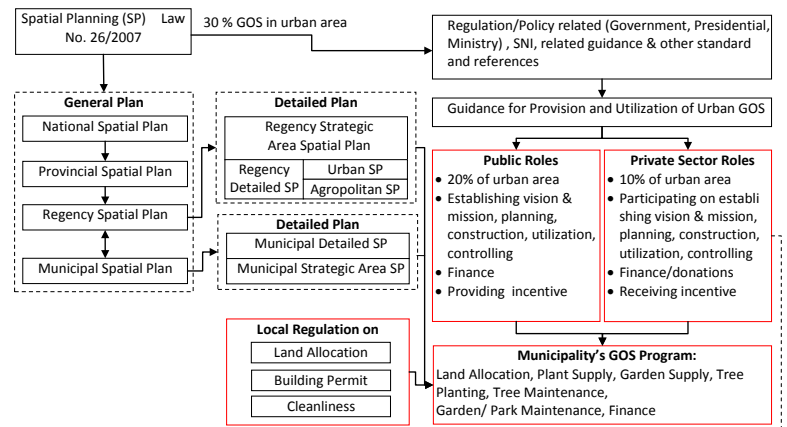 Spatial Planning (SP) Law
No. 26/2007
30 % GOS in urban area
Regulation/Policy related (Government, Presidential,
Ministry) , SNI, related guidance & other standard
and references
General Plan
National Spatial Plan
Provincial Spatial Plan
Regency Spatial Plan
Municipal Spatial Plan
Detailed Plan
Regency Strategic
Area Spatial Plan
Regency
Detailed SP
Urban SP
Agropolitan SP
Detailed Plan
Municipal Detailed SP
Municipal Strategic Area SP
Guidance for Provision and Utilization of Urban GOS
Public Roles
• 20% of urban area
• Establishing vision &
mission, planning,
construction, utilization,
controlling
• Finance
• Providing incentive
Private Sector Roles
• 10% of urban area
• Participating on establi
shing vision & mission,
planning, construction,
utilization, controlling
• Finance/donations
• Receiving incentive
Local Regulation on
Land Allocation
Building Permit
Cleanliness
Municipality's GOS Program:
Land Allocation, Plant Supply, Garden Supply, Tree
Planting, Tree Maintenance,
Garden/ Park Maintenance, Finance